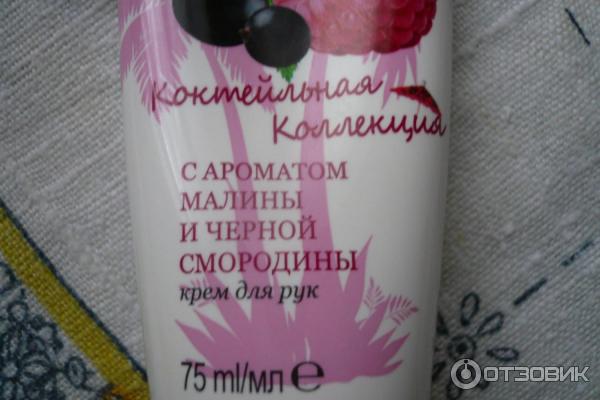 Коктейльная
Коллекция
С АРОМАТОМ
МАЛИНЫ
И ЧЕРНОЙ
СМОРОДИНЫ
крем для рук
75 ml/мл ℮
ОТЗОВИК